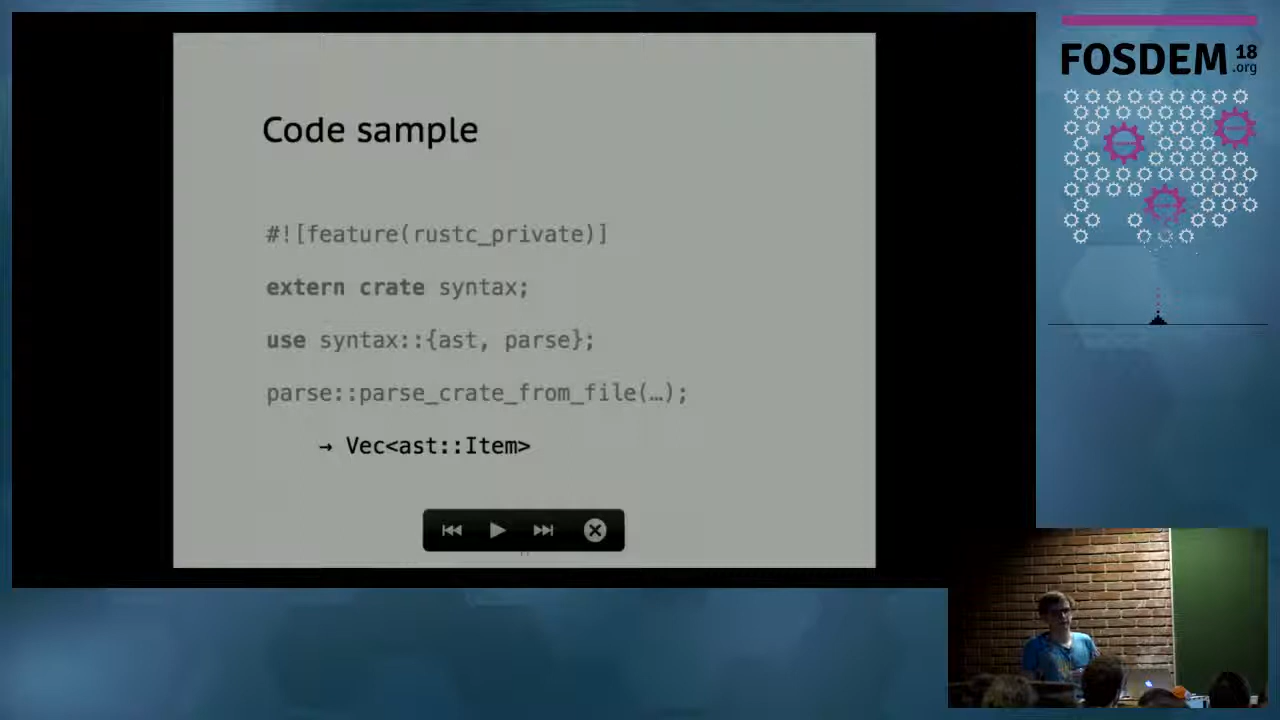 Code sample
#![feature(rustc_private)]
extern crate syntax;
use syntax::{ast, parse};
parse::parse_crate_from_file(…);
→ Vec<ast::Item>
FOSDEM 18
.org